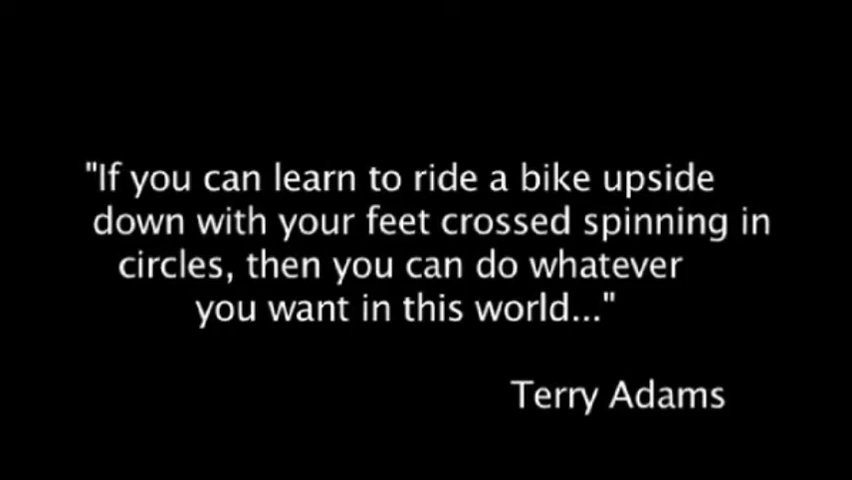 "If you can learn to ride a bike upside
down with your feet crossed spinning in
circles, then you can do whatever
you want in this world..."
Terry Adams